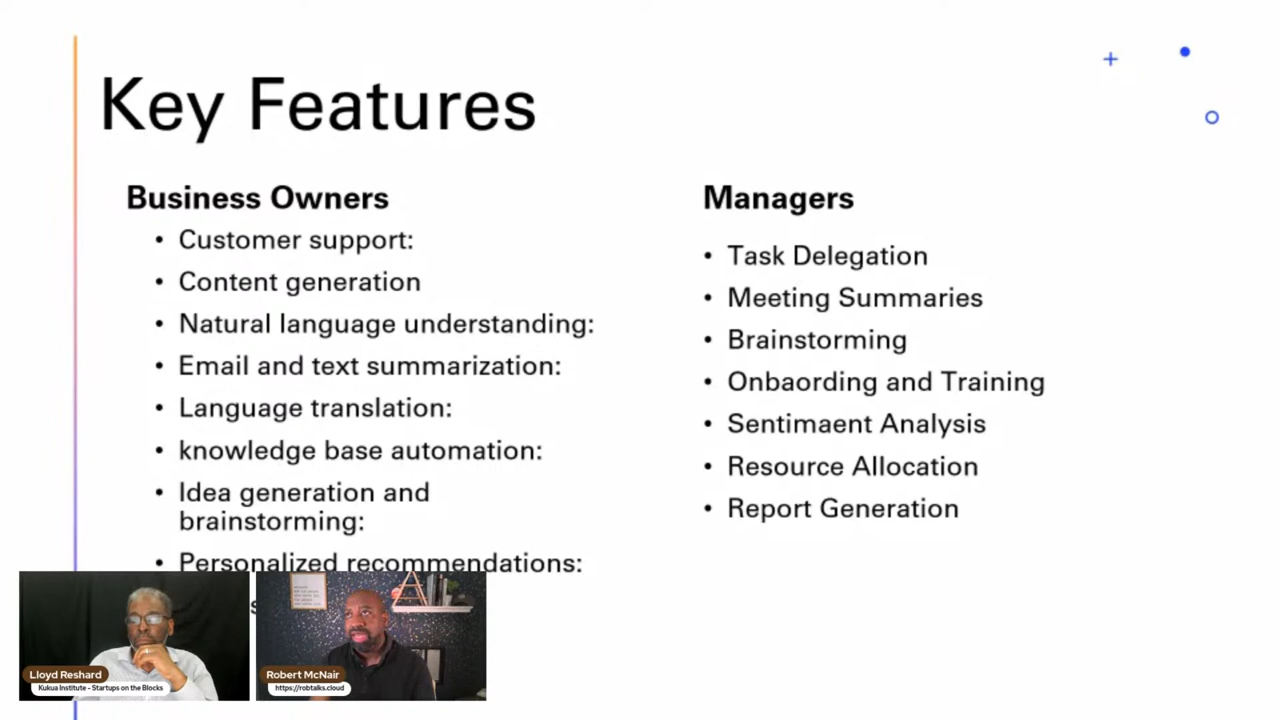 Key Features
Business Owners
• Customer support:
• Content generation
• Natural language understanding:
• Email and text summarization:
• Language translation:
• knowledge base automation:
• Idea generation and
brainstorming:
• Personalized recommendations:
Managers
• Task Delegation
• Meeting Summaries
• Brainstorming
• Onbaording and Training
• Sentimaent Analysis
• Resource Allocation
• Report Generation
Lloyd Reshard
Kukua Institute - Startups on the Blocks
Robert McNair
https://robtalks.cloud